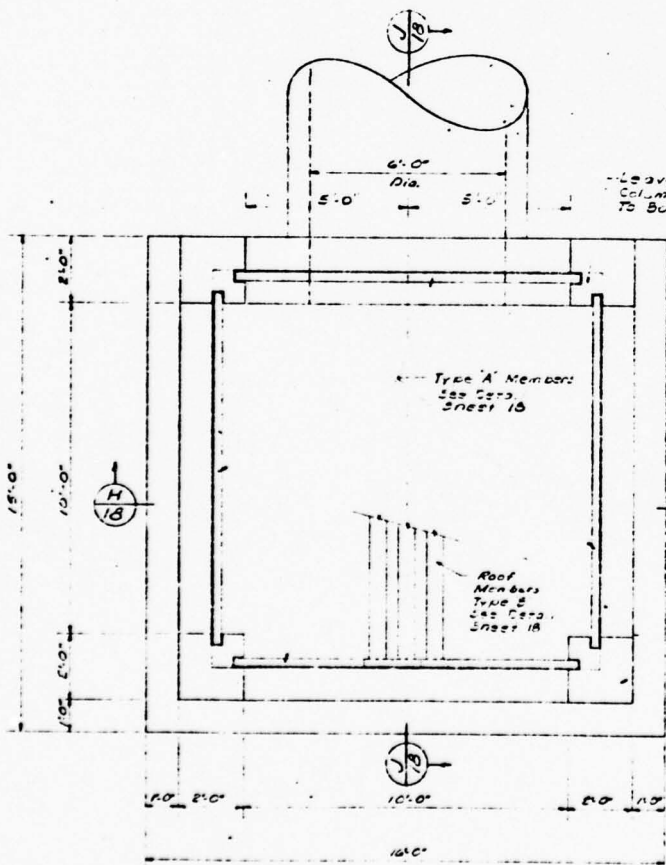 J
18
6'-0"
Dia.
5'-0" 5'-0"
To
2'-0"
Type 'A' Members
See
Sheet 18
15'-0"
10'-0"
H
18
Roof
Members
Type B
See
Sheet 18
2'-0"
1'-0"
J
18
1'-0" 2'-0" 10'-0" 2'-0" 1'-0"
16'-0"